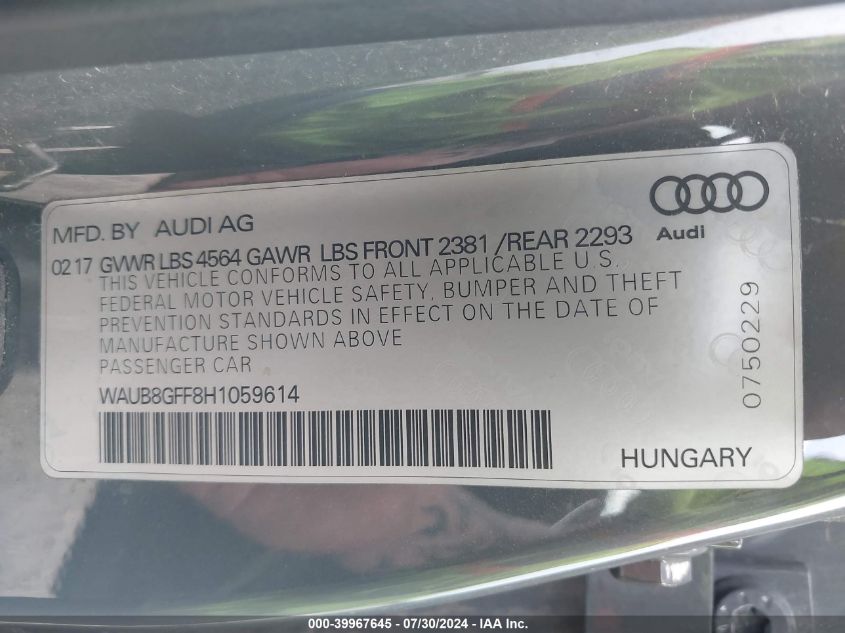 MFD. BY AUDI AG
Audi
02 17 GVWR LBS 4564 GAWR LBS FRONT 2381 / REAR 2293
THIS VEHICLE CONFORMS TO ALL APPLICABLE U.S.
FEDERAL MOTOR VEHICLE SAFETY, BUMPER AND THEFT
PREVENTION STANDARDS IN EFFECT ON THE DATE OF
MANUFACTURE SHOWN ABOVE
PASSENGER CAR
WAUB8GFF8H1059614
0750229
HUNGARY
000-39967645 / 07/30/2024 - IAA Inc.